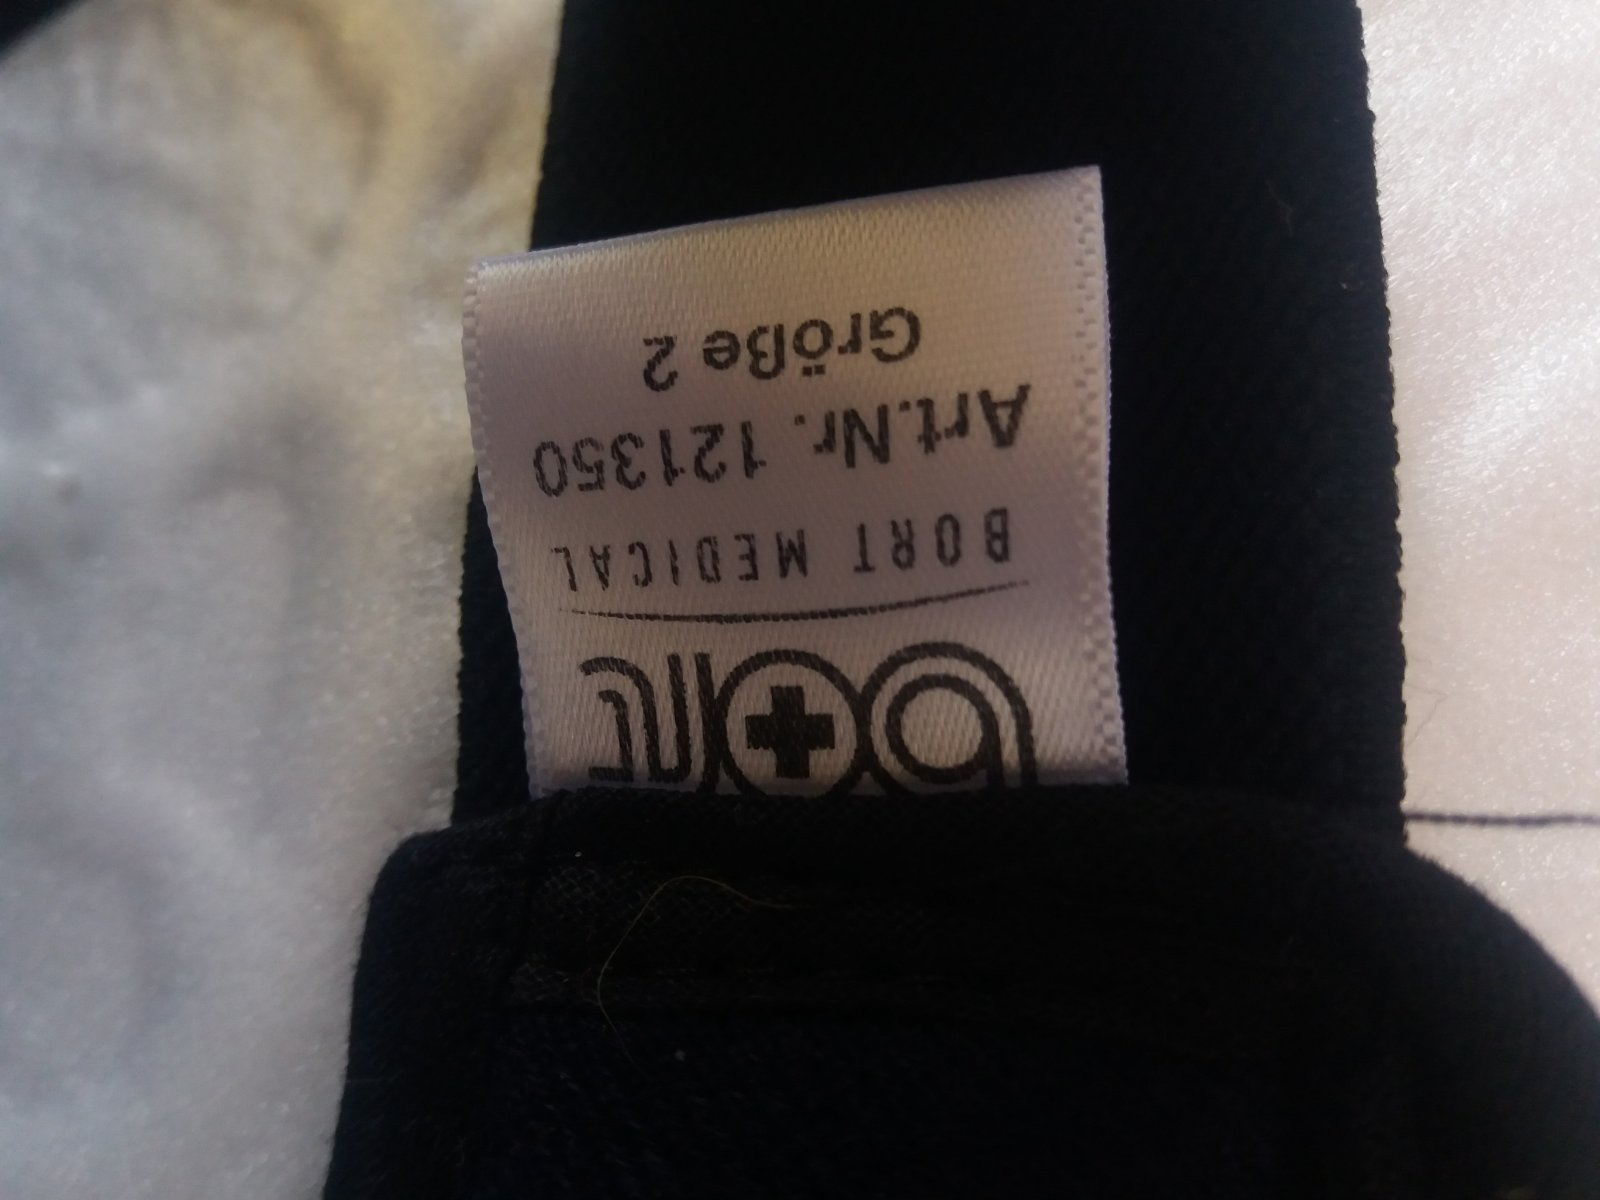 bort
BORT MEDICAL
Art.Nr. 121350
Größe 2